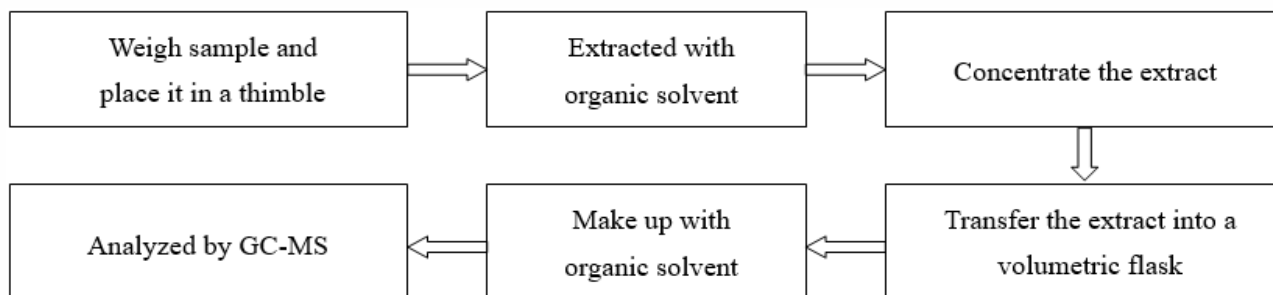 Weigh sample and
place it in a thimble
Extracted with
organic solvent
Concentrate the extract
Transfer the extract into a
volumetric flask
Make up with
organic solvent
Analyzed by GC-MS